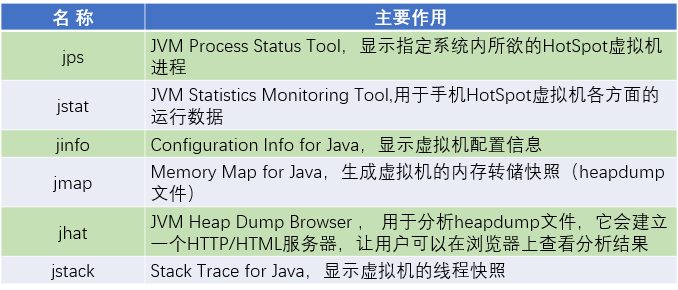 名 称 主要作用
jps
JVM Process Status Tool，显示指定系统内所欲的HotSpot虚拟机
进程
jstat
JVM Statistics Monitoring Tool,用于手机HotSpot虚拟机各方面的
运行数据
jinfo
Configuration Info for Java，显示虚拟机配置信息
jmap
Memory Map for Java，生成虚拟机的内存转储快照（heapdump
文件）
jhat
JVM Heap Dump Browser ， 用于分析heapdump文件，它会建立
一个HTTP/HTML服务器，让用户可以在浏览器上查看分析结果
jstack
Stack Trace for Java，显示虚拟机的线程快照